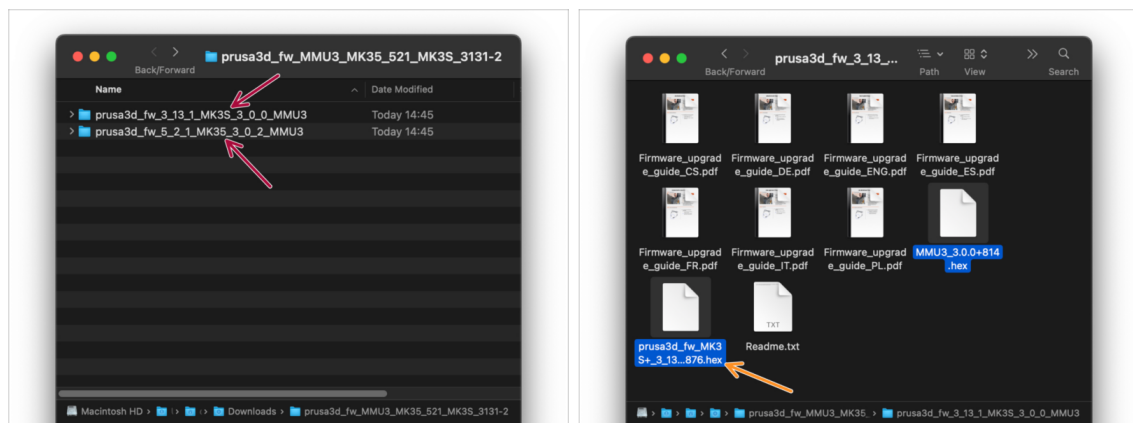 prusa3d_fw_MMU3_MK35_521_MK3S_3131-2
Back/Forward
Name
Date Modified
prusa3d_fw_3_13_1_MK3S_3_0_0_MMU3
Today 14:45
prusa3d_fw_5_2_1_MK35_3_0_2_MMU3
Today 14:45
Macintosh HD
Downloads
prusa3d_fw_MMU3_MK35_521_MK3S_3131-2
prusa3d_fw_3_13_...
Back/Forward
Path
View
Search
Firmware_upgrad
e_guide_CS.pdf
Firmware_upgrad
e_guide_DE.pdf
Firmware_upgrad
e_guide_ENG.pdf
Firmware_upgrad
e_guide_ES.pdf
Firmware_upgrad
e_guide_FR.pdf
Firmware_upgrad
e_guide_IT.pdf
Firmware_upgrad
e_guide_PL.pdf
MMU3_3.0.0+814
.hex
prusa3d_fw_MK3
S+_3_13...876.hex
TXT
Readme.txt
prusa3d_fw_MMU3_MK35_
prusa3d_fw_3_13_1_MK3S_3_0_0_MMU3